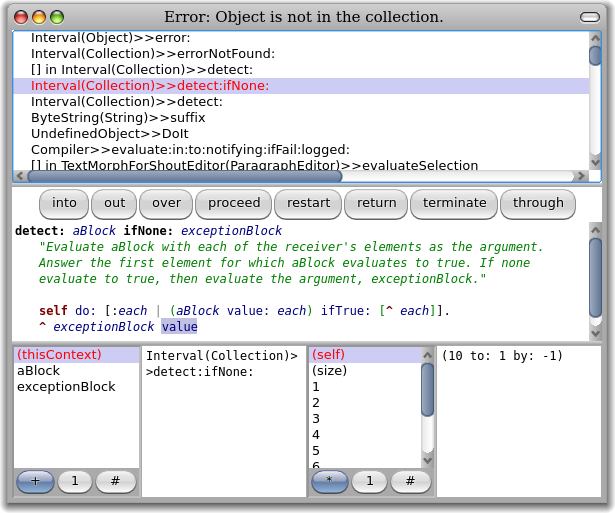 Error: Object is not in the collection.
Interval(Object)>>error:
Interval(Collection)>>errorNotFound:
[] in Interval(Collection)>>detect:
Interval(Collection)>>detect:ifNone:
Interval(Collection)>>detect:
ByteString(String)>>suffix
UndefinedObject>>DoIt
Compiler>>evaluate:in:to:notifying:ifFail:logged:
[] in TextMorphForShoutEditor(ParagraphEditor)>>evaluateSelection
into out over proceed restart return terminate through
detect: aBlock ifNone: exceptionBlock
"Evaluate aBlock with each of the receiver's elements as the argument.
Answer the first element for which aBlock evaluates to true. If none
evaluate to true, then evaluate the argument, exceptionBlock."
self do: [:each | (aBlock value: each) ifTrue: [^ each]].
^ exceptionBlock value
(thisContext)
aBlock
exceptionBlock
+ 1 #
Interval(Collection)>
>detect:ifNone:
(self)
(size)
1
2
3
4
5
6
* 1 #
(10 to: 1 by: -1)